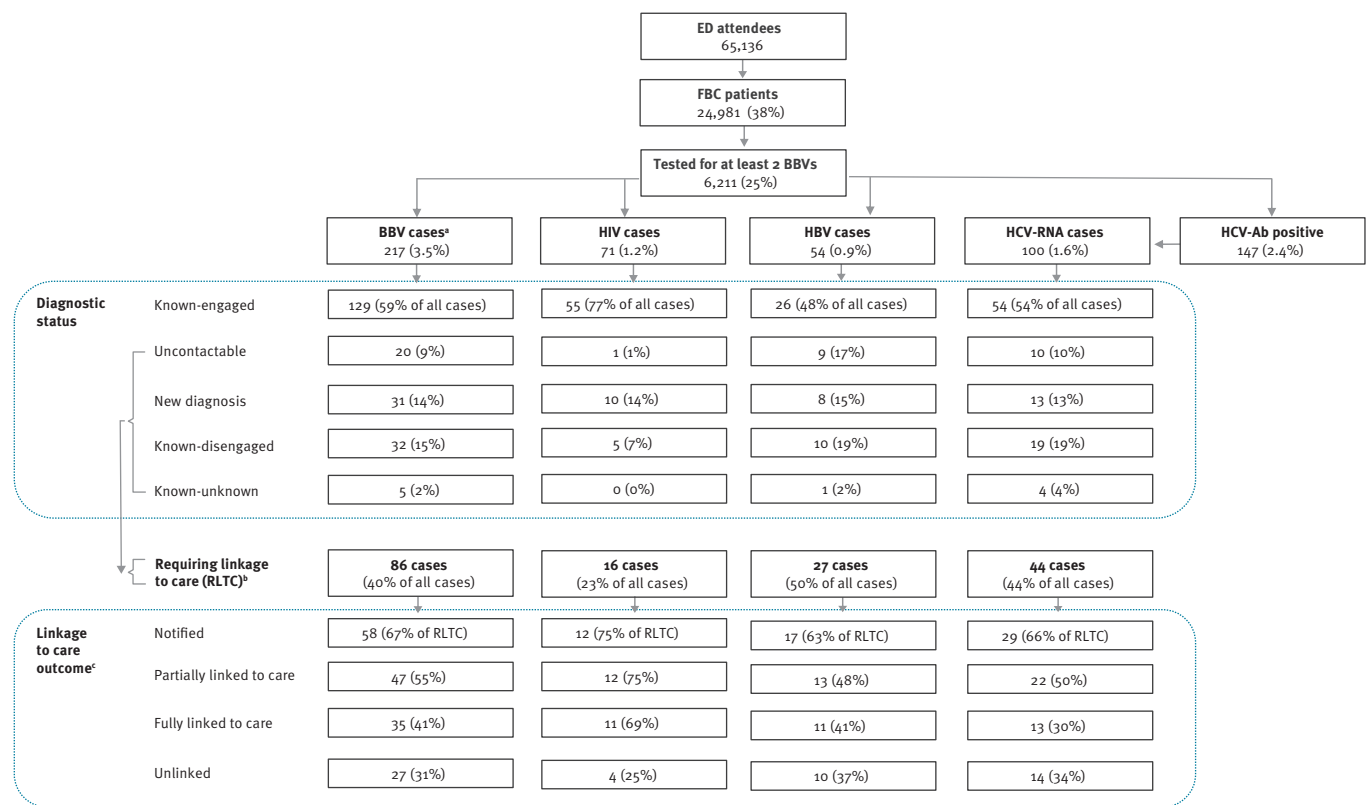 ED attendees
65,136
FBC patients
24,981 (38%)
Tested for at least 2 BBVs
6,211 (25%)
BBV casesᵃ
217 (3.5%)
HIV cases
71 (1.2%)
HBV cases
54 (0.9%)
HCV-RNA cases
100 (1.6%)
HCV-Ab positive
147 (2.4%)
Diagnostic
status
Known-engaged
129 (59% of all cases)
55 (77% of all cases)
26 (48% of all cases)
54 (54% of all cases)
Uncontactable
20 (9%)
1 (1%)
9 (17%)
10 (10%)
New diagnosis
31 (14%)
10 (14%)
8 (15%)
13 (13%)
Known-disengaged
32 (15%)
5 (7%)
10 (19%)
19 (19%)
Known-unknown
5 (2%)
0 (0%)
1 (2%)
4 (4%)
Requiring linkage
to care (RLTC)ᵇ
86 cases
(40% of all cases)
16 cases
(23% of all cases)
27 cases
(50% of all cases)
44 cases
(44% of all cases)
Linkage
to care
outcomeᶜ
Notified
58 (67% of RLTC)
12 (75% of RLTC)
17 (63% of RLTC)
29 (66% of RLTC)
Partially linked to care
47 (55%)
12 (75%)
13 (48%)
22 (50%)
Fully linked to care
35 (41%)
11 (69%)
11 (41%)
13 (30%)
Unlinked
27 (31%)
4 (25%)
10 (37%)
14 (34%)